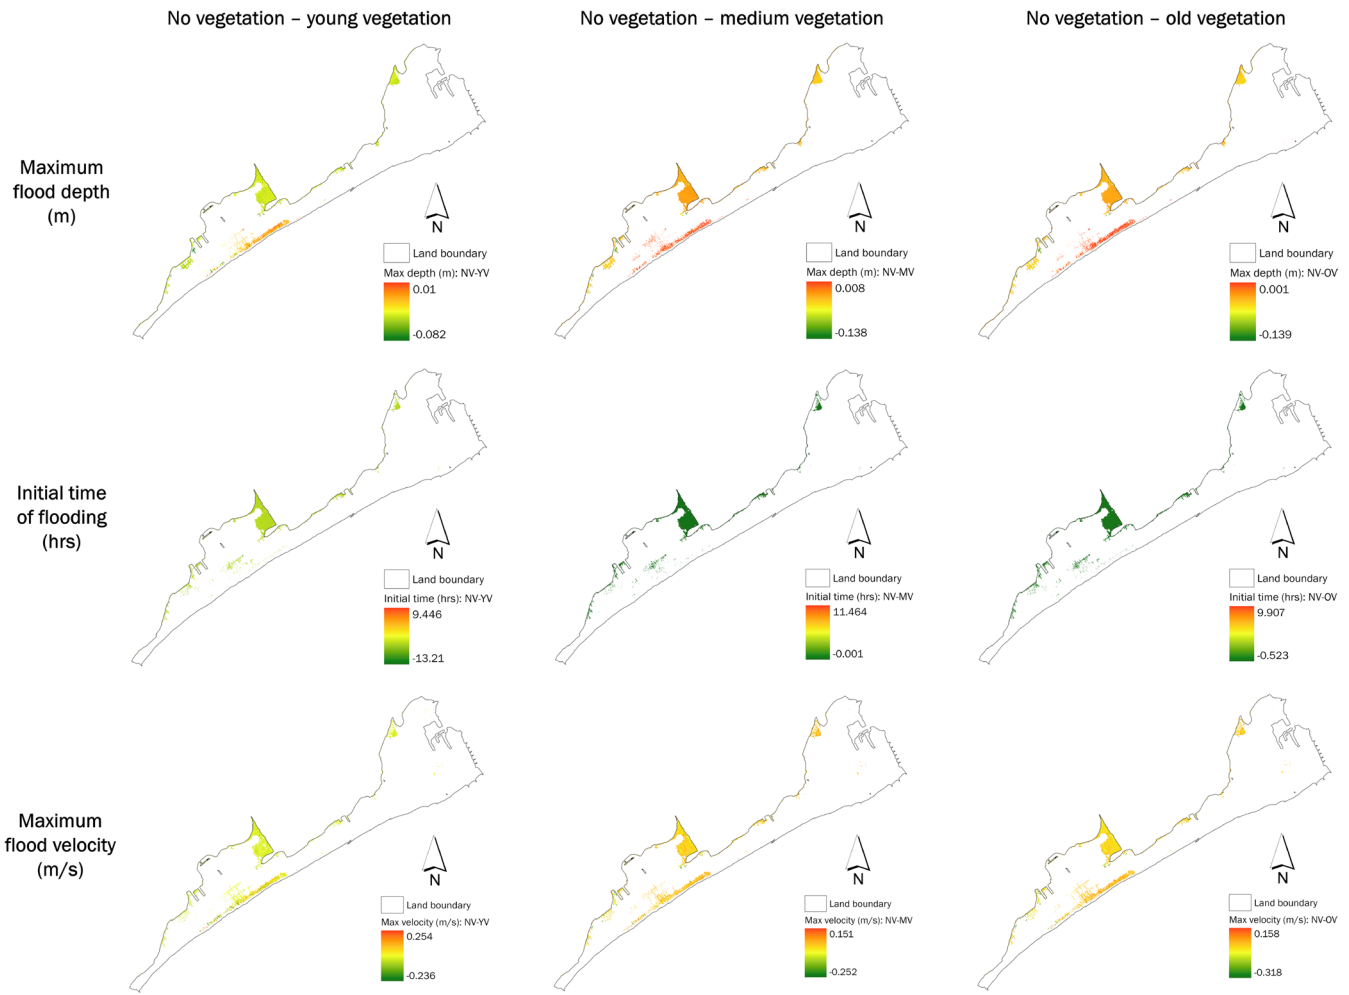 No vegetation – young vegetation
No vegetation – medium vegetation
No vegetation – old vegetation
Maximum
flood depth
(m)
N
Land boundary
Max depth (m): NV-YV
0.01
-0.082
N
Land boundary
Max depth (m): NV-MV
0.008
-0.138
N
Land boundary
Max depth (m): NV-OV
0.001
-0.139
Initial time
of flooding
(hrs)
N
Land boundary
Initial time (hrs): NV-YV
9.446
-13.21
N
Land boundary
Initial time (hrs): NV-MV
11.464
-0.001
N
Land boundary
Initial time (hrs): NV-OV
9.907
-0.523
Maximum
flood velocity
(m/s)
N
Land boundary
Max velocity (m/s): NV-YV
0.254
-0.236
N
Land boundary
Max velocity (m/s): NV-MV
0.151
-0.252
N
Land boundary
Max velocity (m/s): NV-OV
0.158
-0.318